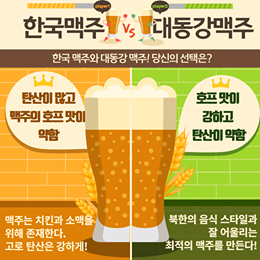 player1
player2
한국맥주 VS 대동강맥주
한국 맥주와 대동강 맥주! 당신의 선택은?
탄산이 많고
맥주의 호프 맛이
약함
호프 맛이
강하고
탄산이 약함
맥주는 치킨과 소맥을
위해 존재한다.
고로 탄산은 강하게!
북한의 음식 스타일과
잘 어울리는
최적의 맥주를 만든다!